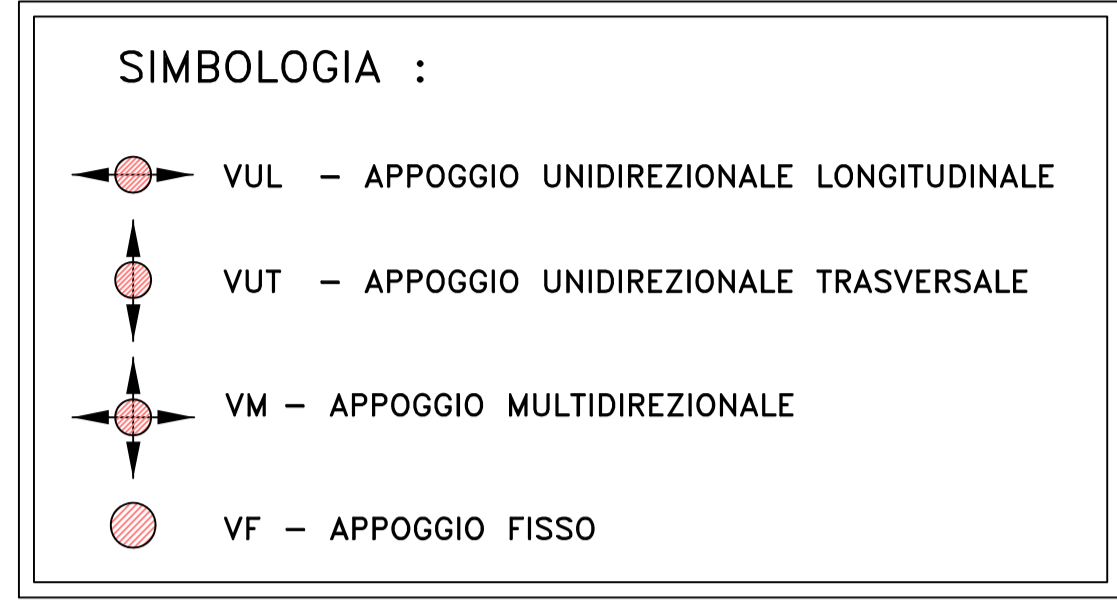 SIMBOLOGIA :
VUL – APPOGGIO UNIDIREZIONALE LONGITUDINALE
VUT – APPOGGIO UNIDIREZIONALE TRASVERSALE
VM – APPOGGIO MULTIDIREZIONALE
VF – APPOGGIO FISSO